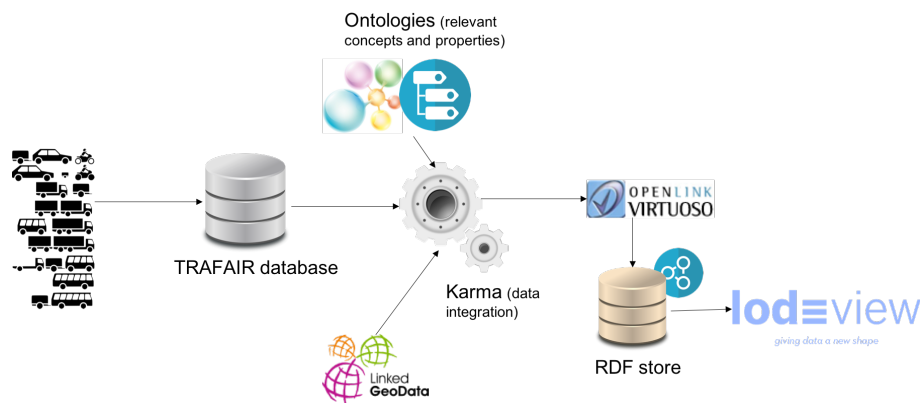 Ontologies (relevant
concepts and properties)
TRAFAIR database
OPENLINK
VIRTUOSO
Karma (data
integration)
Linked
GeoData
RDF store
lodview
giving data a new shape